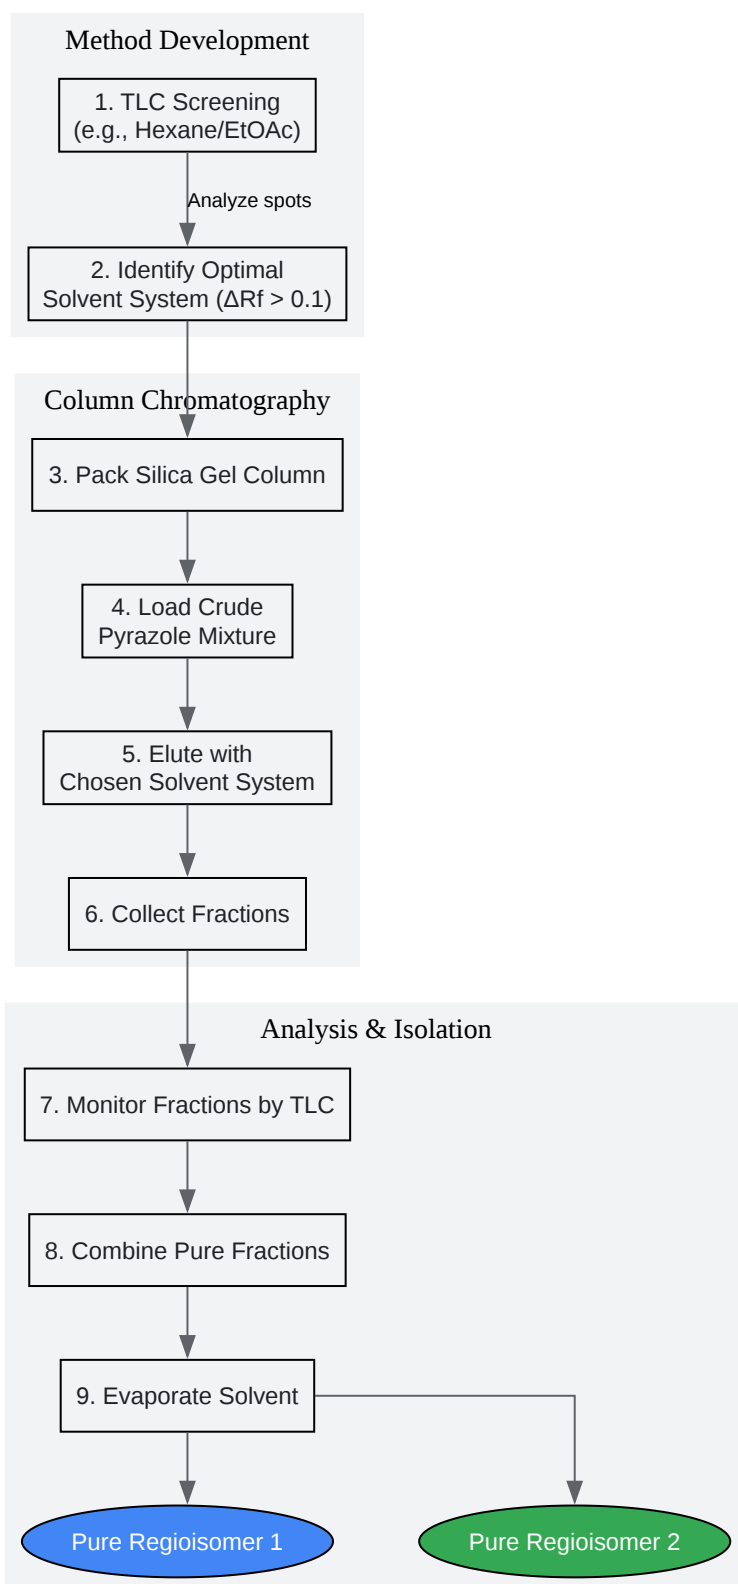 Method Development
1. TLC Screening
(e.g., Hexane/EtOAc)
Analyze spots
2. Identify Optimal
Solvent System (ΔRf > 0.1)
Column Chromatography
3. Pack Silica Gel Column
4. Load Crude
Pyrazole Mixture
5. Elute with
Chosen Solvent System
6. Collect Fractions
Analysis & Isolation
7. Monitor Fractions by TLC
8. Combine Pure Fractions
9. Evaporate Solvent
Pure Regioisomer 1
Pure Regioisomer 2